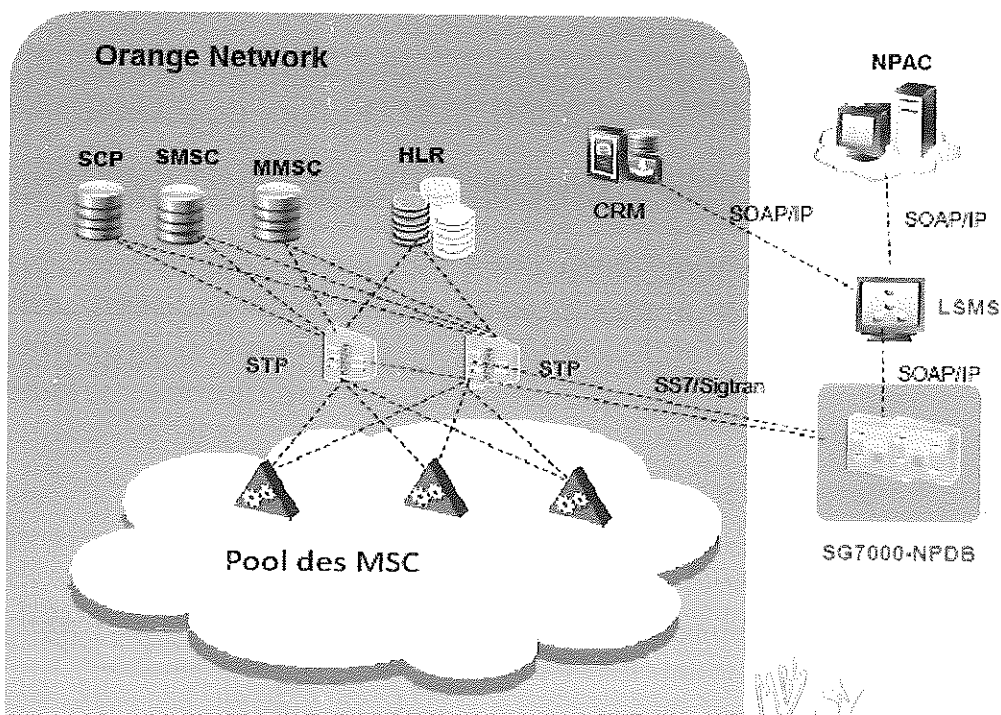 Orange Network
NPAC
SCP
SMSC
MMSC
HLR
CRM
SOAP/IP
SOAP/IP
LSMS
STP
STP
SS7/Sigtran
SOAP/IP
Pool des MSC
SG7000-NPDB